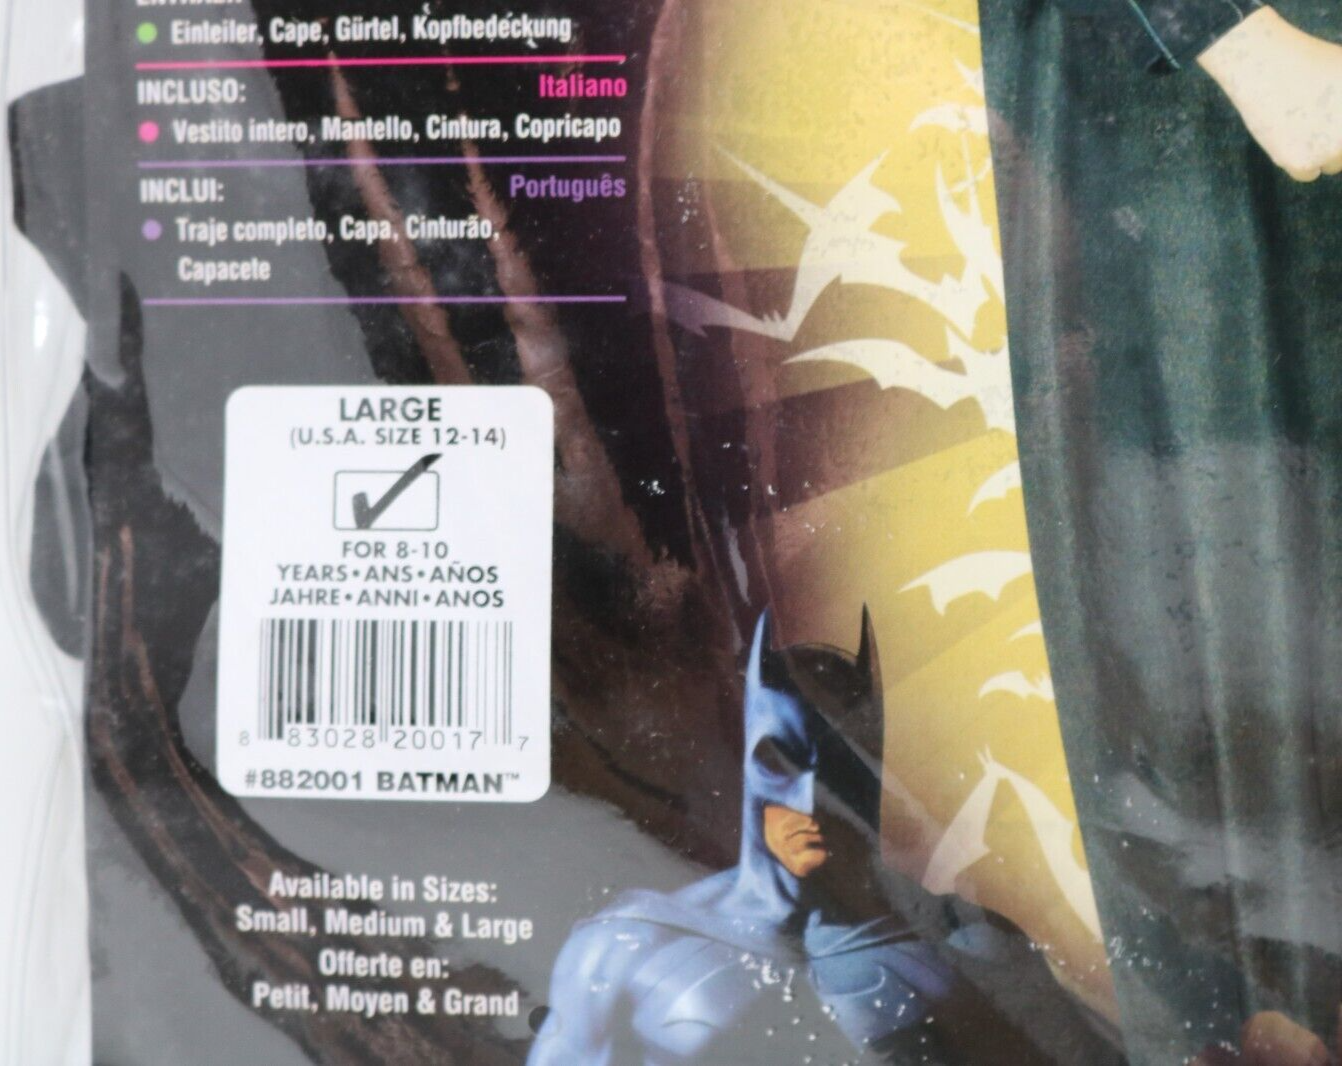 Einteiler, Cape, Gürtel, Kopfbedeckung
INCLUSO: Italiano
Vestito intero, Mantello, Cintura, Copricapo
INCLUI: Português
Traje completo, Capa, Cinturão,
Capacete
LARGE
(U.S.A. SIZE 12-14)
FOR 8-10
YEARS•ANS•AÑOS
JAHRE•ANNI•ANOS
8 83028 20017 7
#882001 BATMAN™
Available in Sizes:
Small, Medium & Large
Offerte en:
Petit, Moyen & Grand